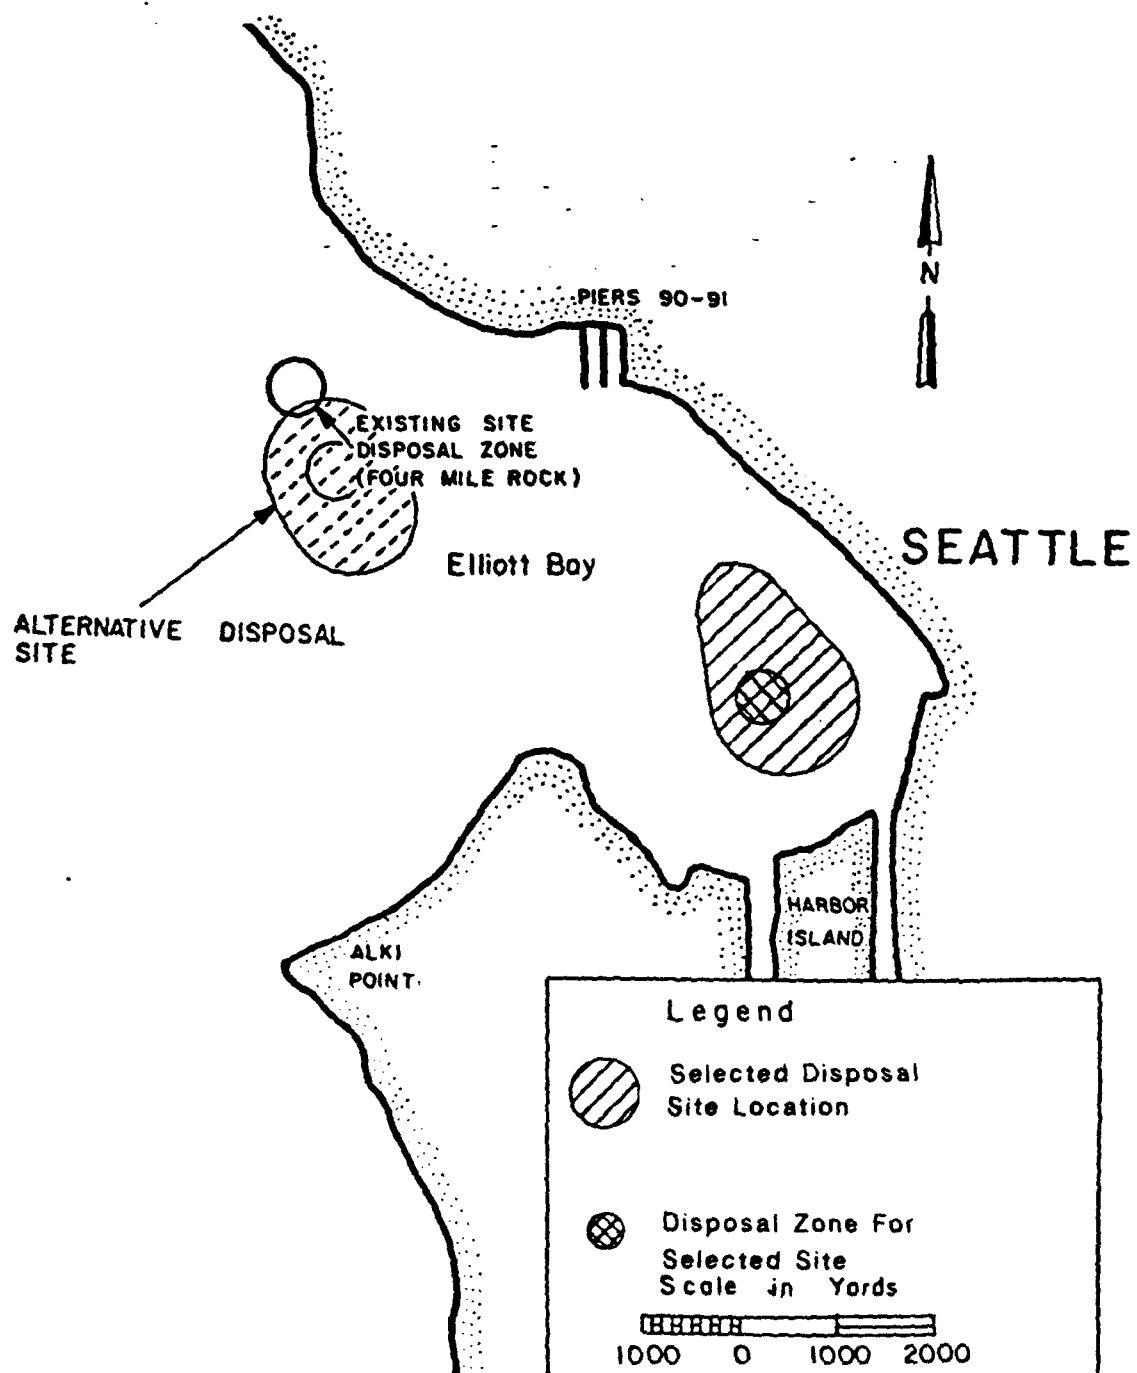 PIERS 90-91
N
EXISTING SITE
DISPOSAL ZONE
(FOUR MILE ROCK)
SEATTLE
Elliott Bay
ALTERNATIVE DISPOSAL
SITE
HARBOR
ISLAND
ALKI
POINT
Legend
Selected Disposal
Site Location
Disposal Zone For
Selected Site
Scale in Yards
1000 0 1000 2000